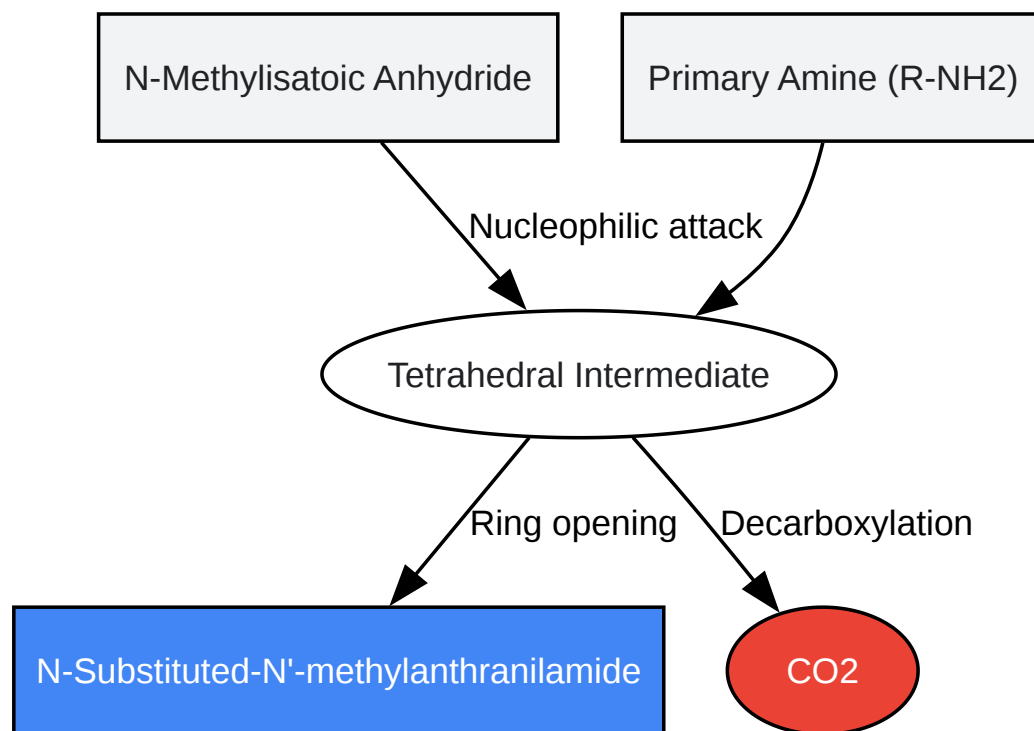 N-Methylisatoic Anhydride
Primary Amine (R-NH2)
Nucleophilic attack
Tetrahedral Intermediate
Ring opening
Decarboxylation
N-Substituted-N'-methylanthranilamide
CO2